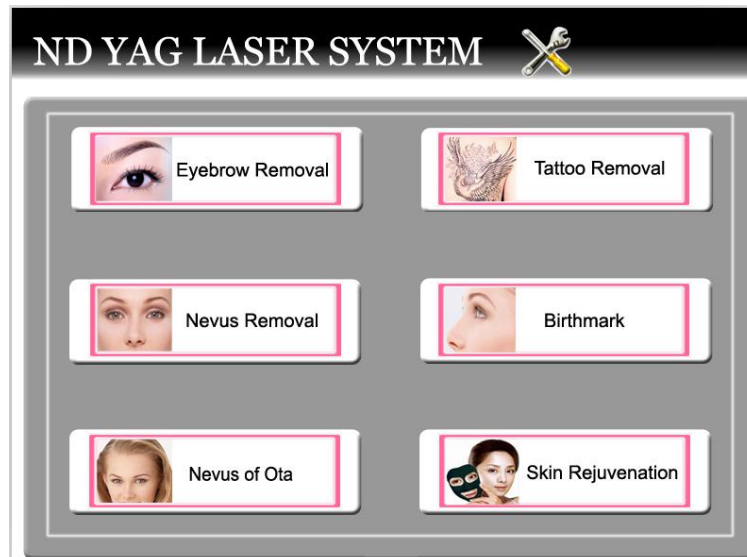 ND YAG LASER SYSTEM
Eyebrow Removal
Tattoo Removal
Nevus Removal
Birthmark
Nevus of Ota
Skin Rejuvenation